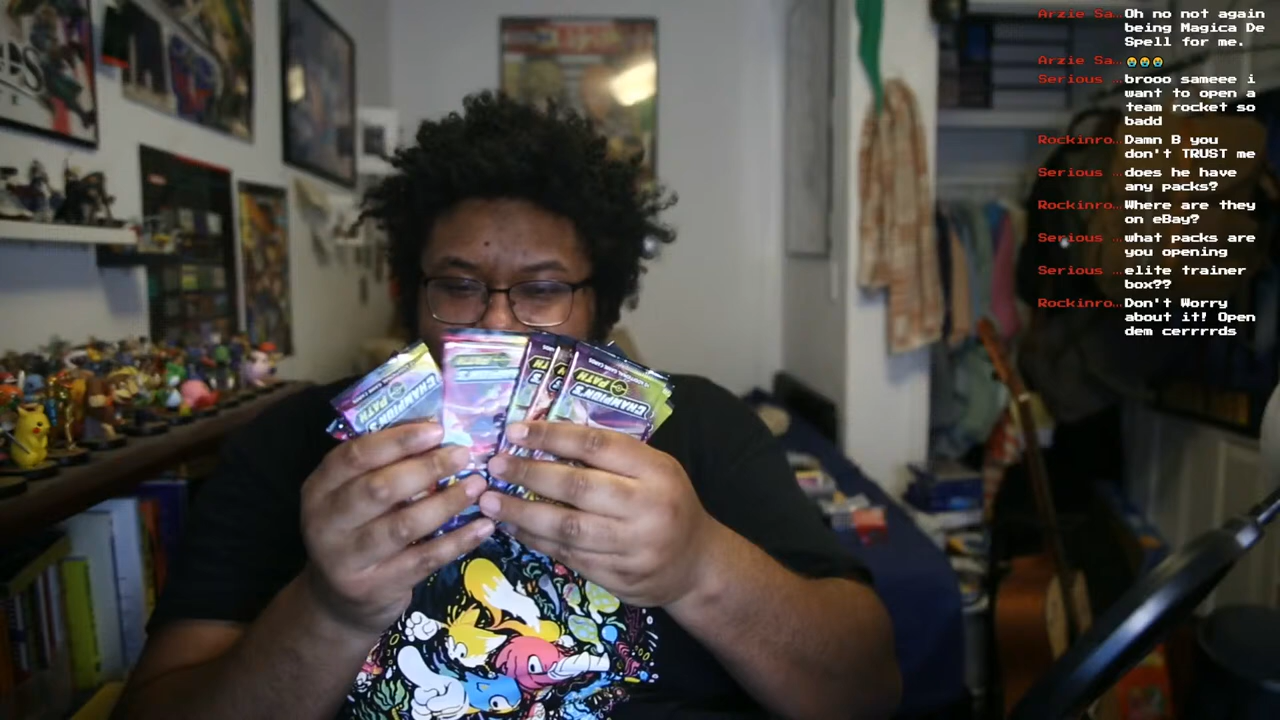 Arzie Sa… Oh no not again
being Magica De
Spell for me.
Arzie Sa… 😭😭😭
Serious … brooo sameee i
want to open a
team rocket so
badd
Rockinro… Damn B you
don't TRUST me
Serious … does he have
any packs?
Rockinro… Where are they
on eBay?
Serious … what packs are
you opening
Serious … elite trainer
box??
Rockinro… Don't Worry
about it! Open
dem cerrrrds
CHAMPION'S
PATH
PATH
CHAMPION'S
PATH
CHAMPION'S